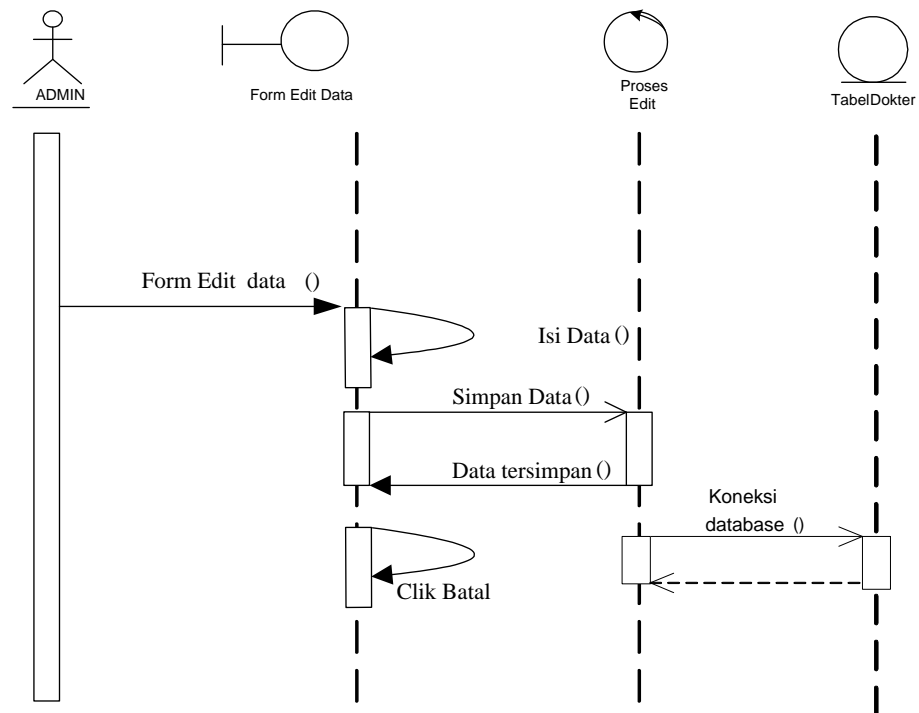 ADMIN
Form Edit Data
Proses
Edit
TabelDokter
Form Edit data ()
Isi Data ()
Simpan Data ()
Data tersimpan ()
Koneksi
database ()
Clik Batal